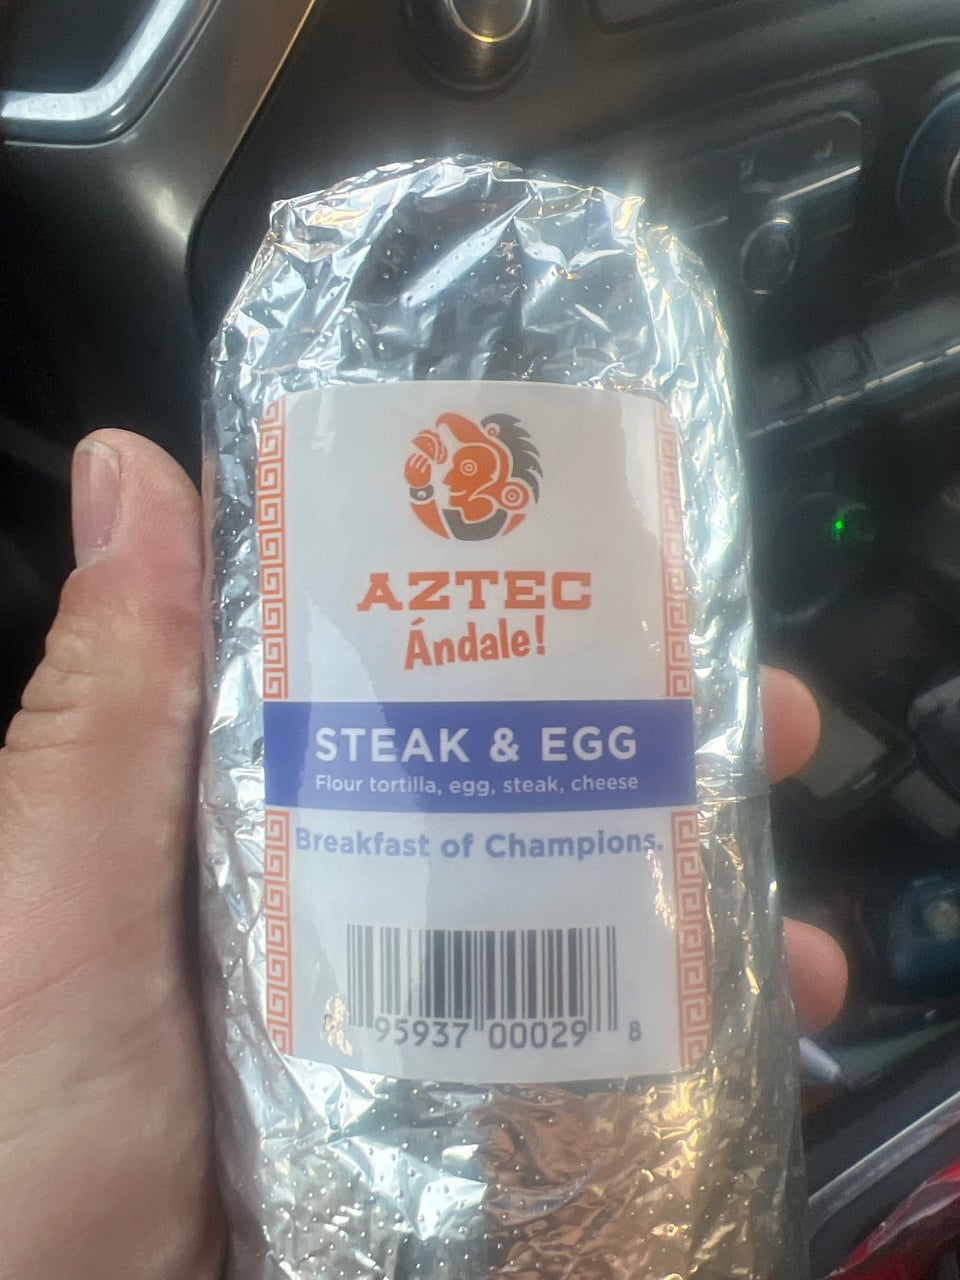 AZTEC
Ándale!
STEAK & EGG
Flour tortilla, egg, steak, cheese
Breakfast of Champions.
95937 00029 8